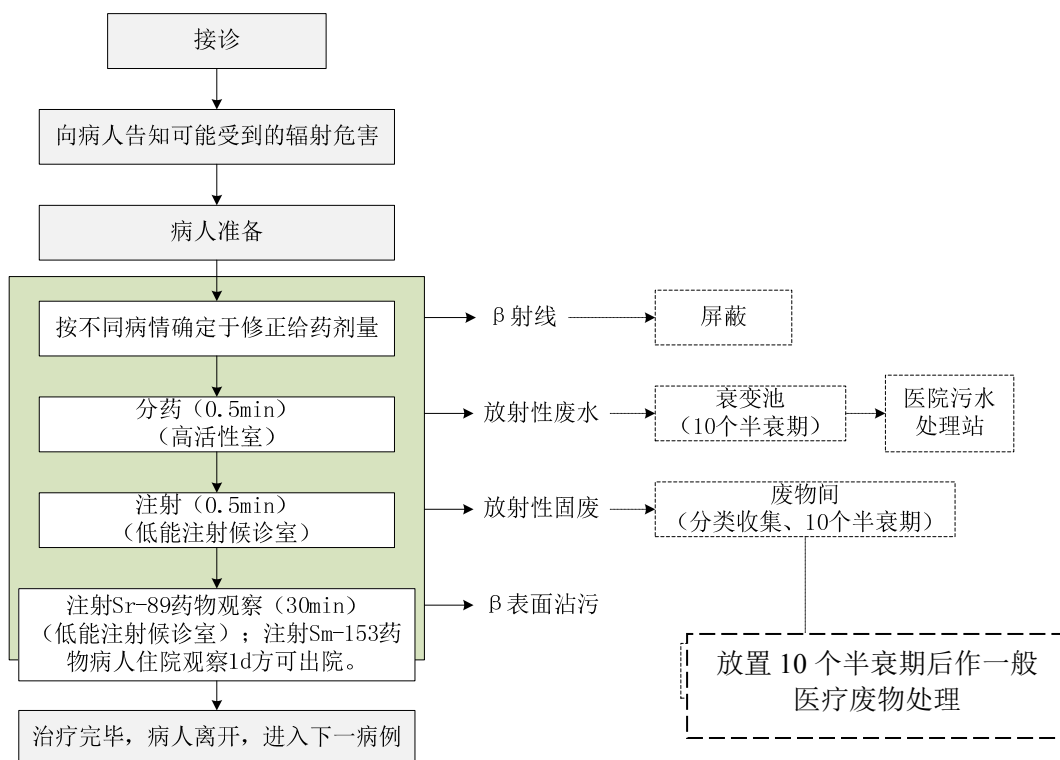 接诊
向病人告知可能受到的辐射危害
病人准备
按不同病情确定于修正给药剂量
β射线
屏蔽
分药（0.5min）
（高活性室）
放射性废水
衰变池
（10个半衰期）
医院污水
处理站
注射（0.5min）
（低能注射候诊室）
放射性固废
废物间
（分类收集、10个半衰期）
注射Sr-89药物观察（30min）
（低能注射候诊室）；注射Sm-153药
物病人住院观察1d方可出院。
β表面沾污
放置 10 个半衰期后作一般
医疗废物处理
治疗完毕，病人离开，进入下一病例